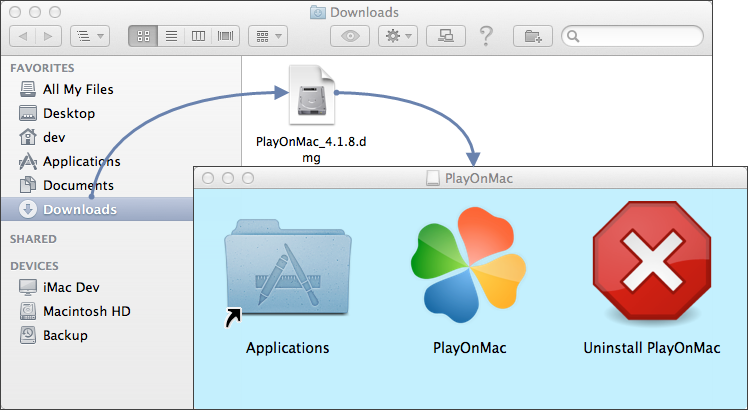 Downloads
FAVORITES
All My Files
Desktop
dev
Applications
Documents
Downloads
SHARED
DEVICES
iMac Dev
Macintosh HD
Backup
PlayOnMac_4.1.8.d
mg
PlayOnMac
Applications
PlayOnMac
Uninstall PlayOnMac